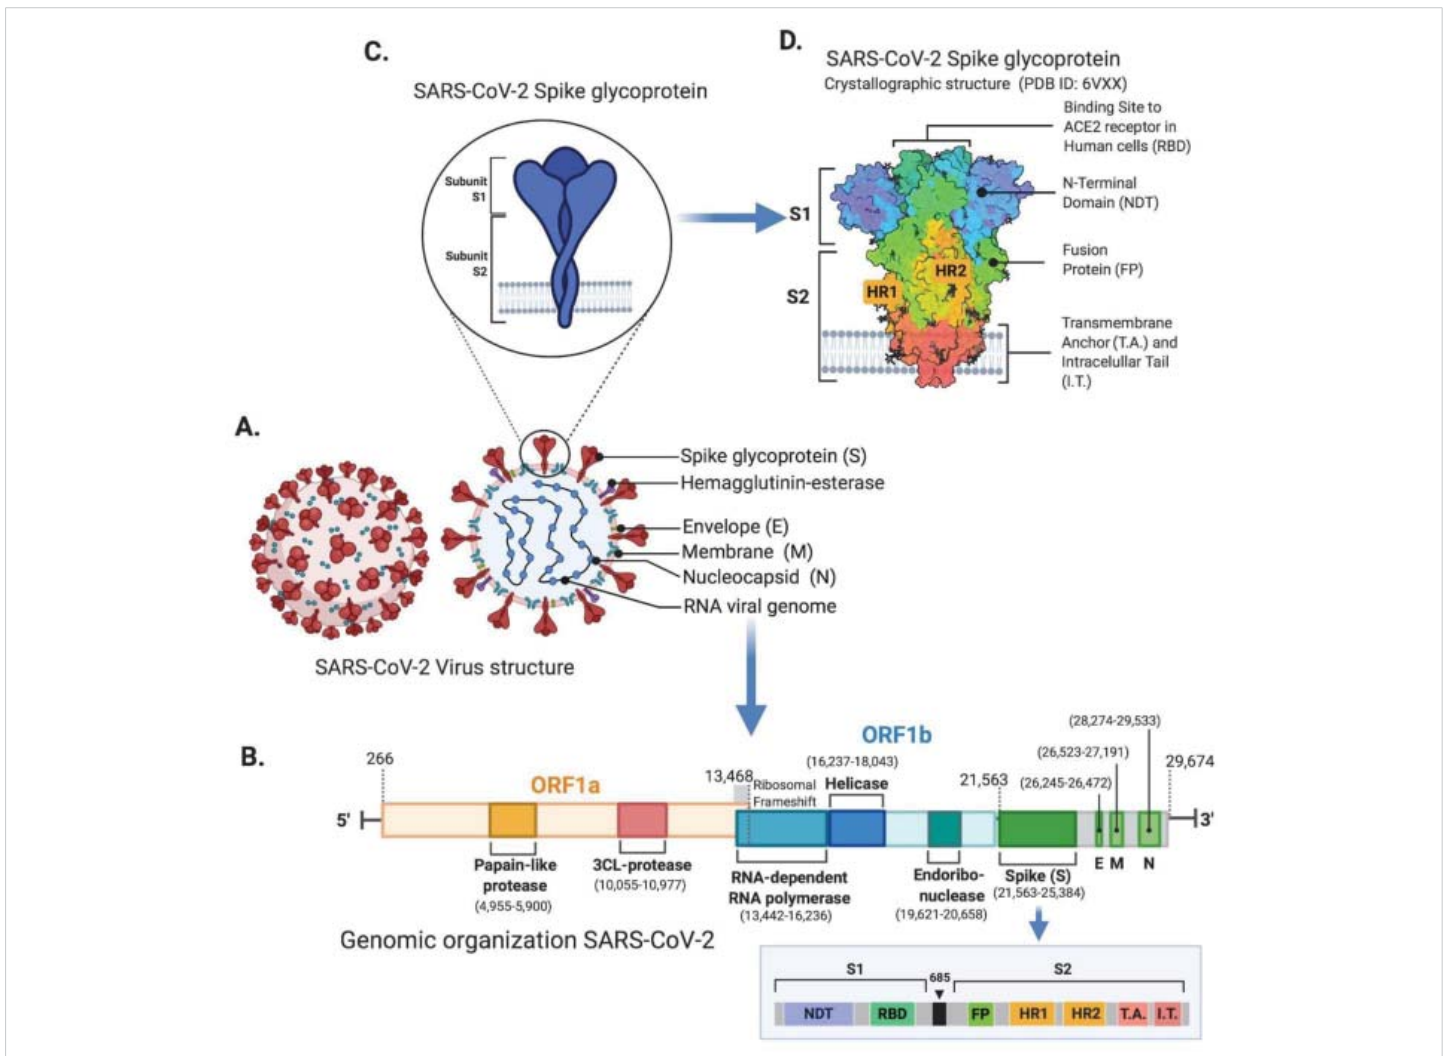 C.
SARS-CoV-2 Spike glycoprotein
Subunit
S1
Subunit
S2
D.
SARS-CoV-2 Spike glycoprotein
Crystallographic structure (PDB ID: 6VXX)
Binding Site to
ACE2 receptor in
Human cells (RBD)
N-Terminal
Domain (NDT)
Fusion
Protein (FP)
Transmembrane
Anchor (T.A.) and
Intracelullar Tail
(I.T.)
S1
S2
HR2
HR1
A.
Spike glycoprotein (S)
Hemagglutinin-esterase
Envelope (E)
Membrane (M)
Nucleocapsid (N)
RNA viral genome
SARS-CoV-2 Virus structure
B.
266
ORF1a
13,468
Ribosomal
Frameshift
ORF1b
(16,237-18,043)
Helicase
21,563
(28,274-29,533)
(26,523-27,191)
(26,245-26,472)
29,674
5'
3'
Papain-like
protease
(4,955-5,900)
3CL-protease
(10,055-10,977)
RNA-dependent
RNA polymerase
(13,442-16,236)
Endoribo-
nuclease
(19,621-20,658)
Spike (S)
(21,563-25,384)
E M N
Genomic organization SARS-CoV-2
S1
685
S2
NDT RBD FP HR1 HR2 T.A. I.T.